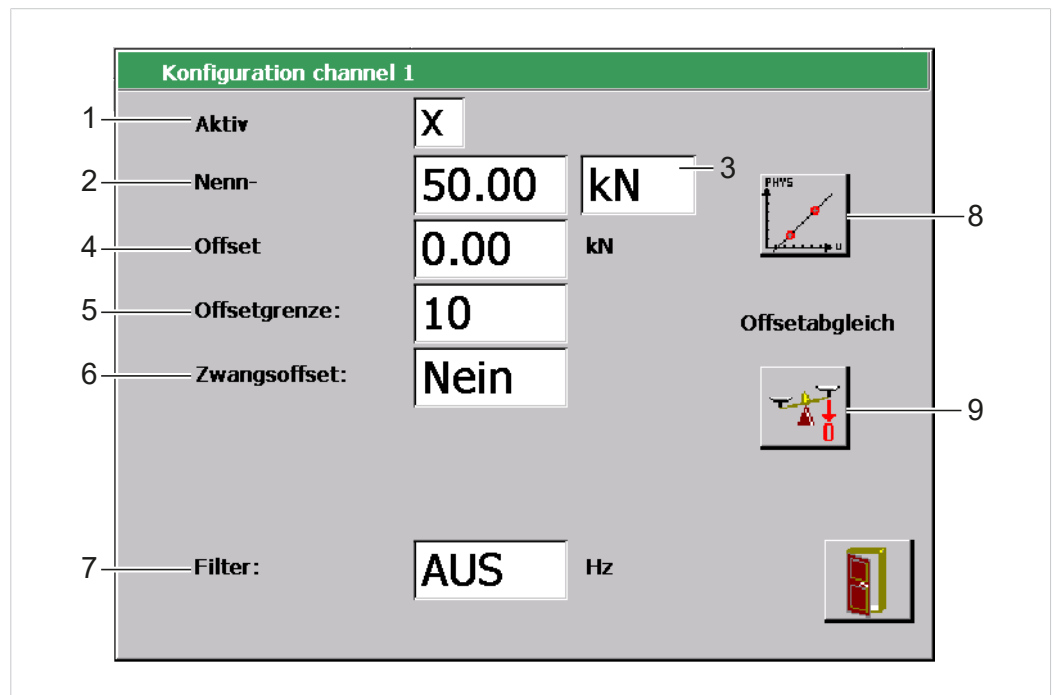 Konfiguration channel 1
1 Aktiv X
2 Nenn- 50.00 kN 3
PHYS
U
8
4 Offset 0.00 kN
5 Offsetgrenze: 10
Offsetabgleich
6 Zwangsoffset: Nein
0
9
7 Filter: AUS Hz